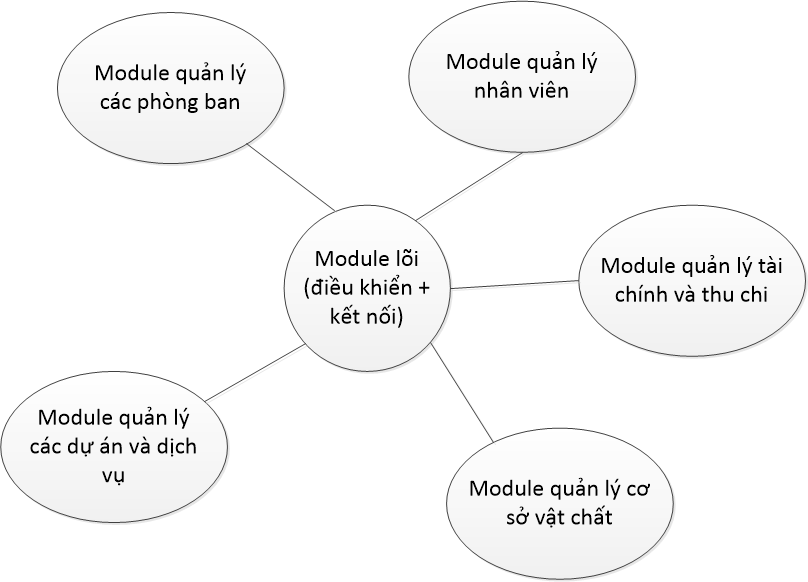 Module quản lý
các phòng ban
Module quản lý
nhân viên
Module lõi
(điều khiển +
kết nối)
Module quản lý tài
chính và thu chi
Module quản lý
các dự án và dịch
vụ
Module quản lý cơ
sở vật chất